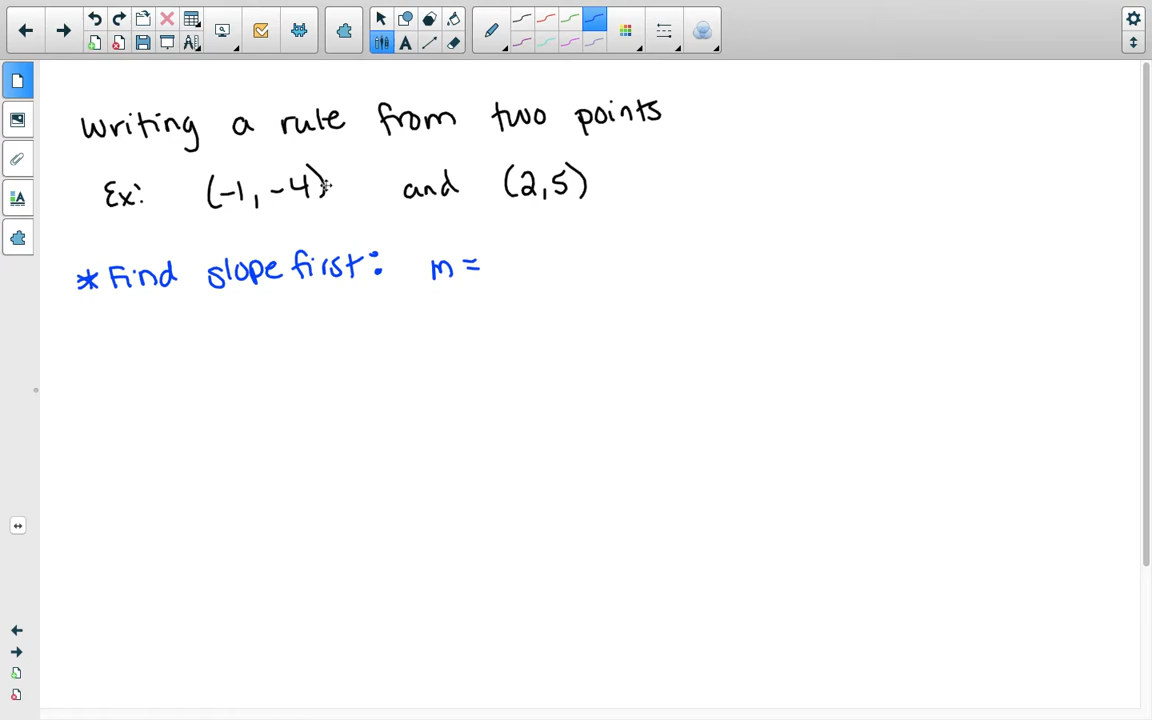 Writing a rule from two points
Ex: (-1, -4) and (2,5)
*Find slope first: m =